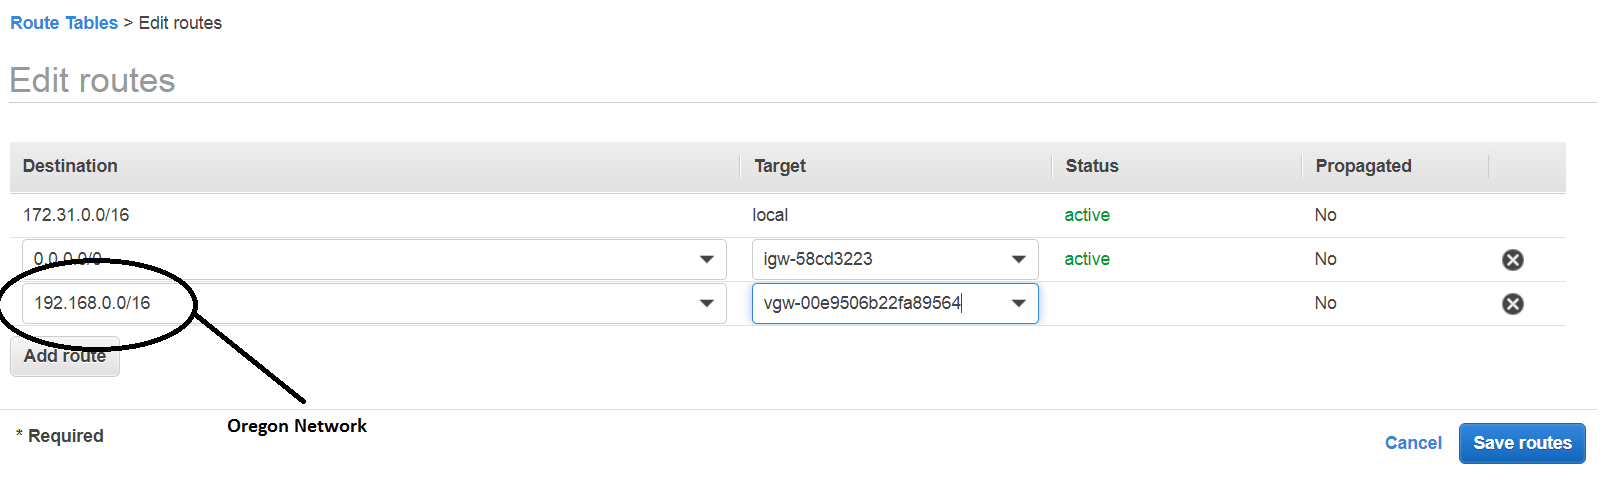 Route Tables > Edit routes
Edit routes
Destination Target Status Propagated
172.31.0.0/16 local active No
0.0.0.0/0 igw-58cd3223 active No
192.168.0.0/16 vgw-00e9506b22fa89564 No
Add route
Oregon Network
* Required
Cancel Save routes